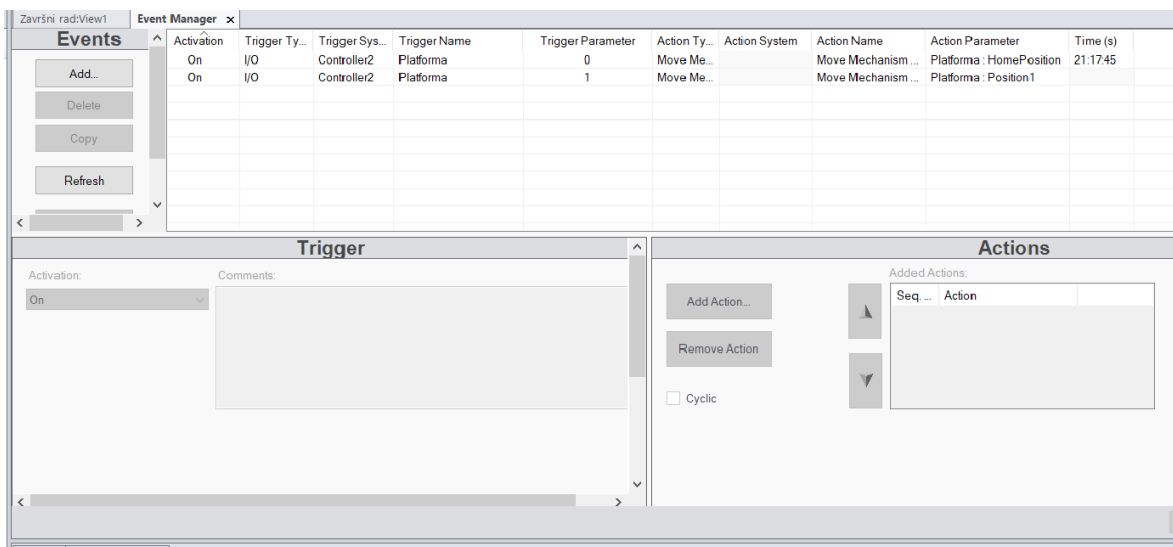 Završni rad:View1 Event Manager x
Events
Add...
Delete
Copy
Refresh
Activation Trigger Ty... Trigger Sys... Trigger Name Trigger Parameter Action Ty... Action System Action Name Action Parameter Time (s)
On I/O Controller2 Platforma 0 Move Me... Move Mechanism ... Platforma : HomePosition 21:17:45
On I/O Controller2 Platforma 1 Move Me... Move Mechanism ... Platforma : Position1
Trigger
Activation: Comments:
On
Actions
Added Actions:
Add Action...
Remove Action
Cyclic
Seq. ... Action